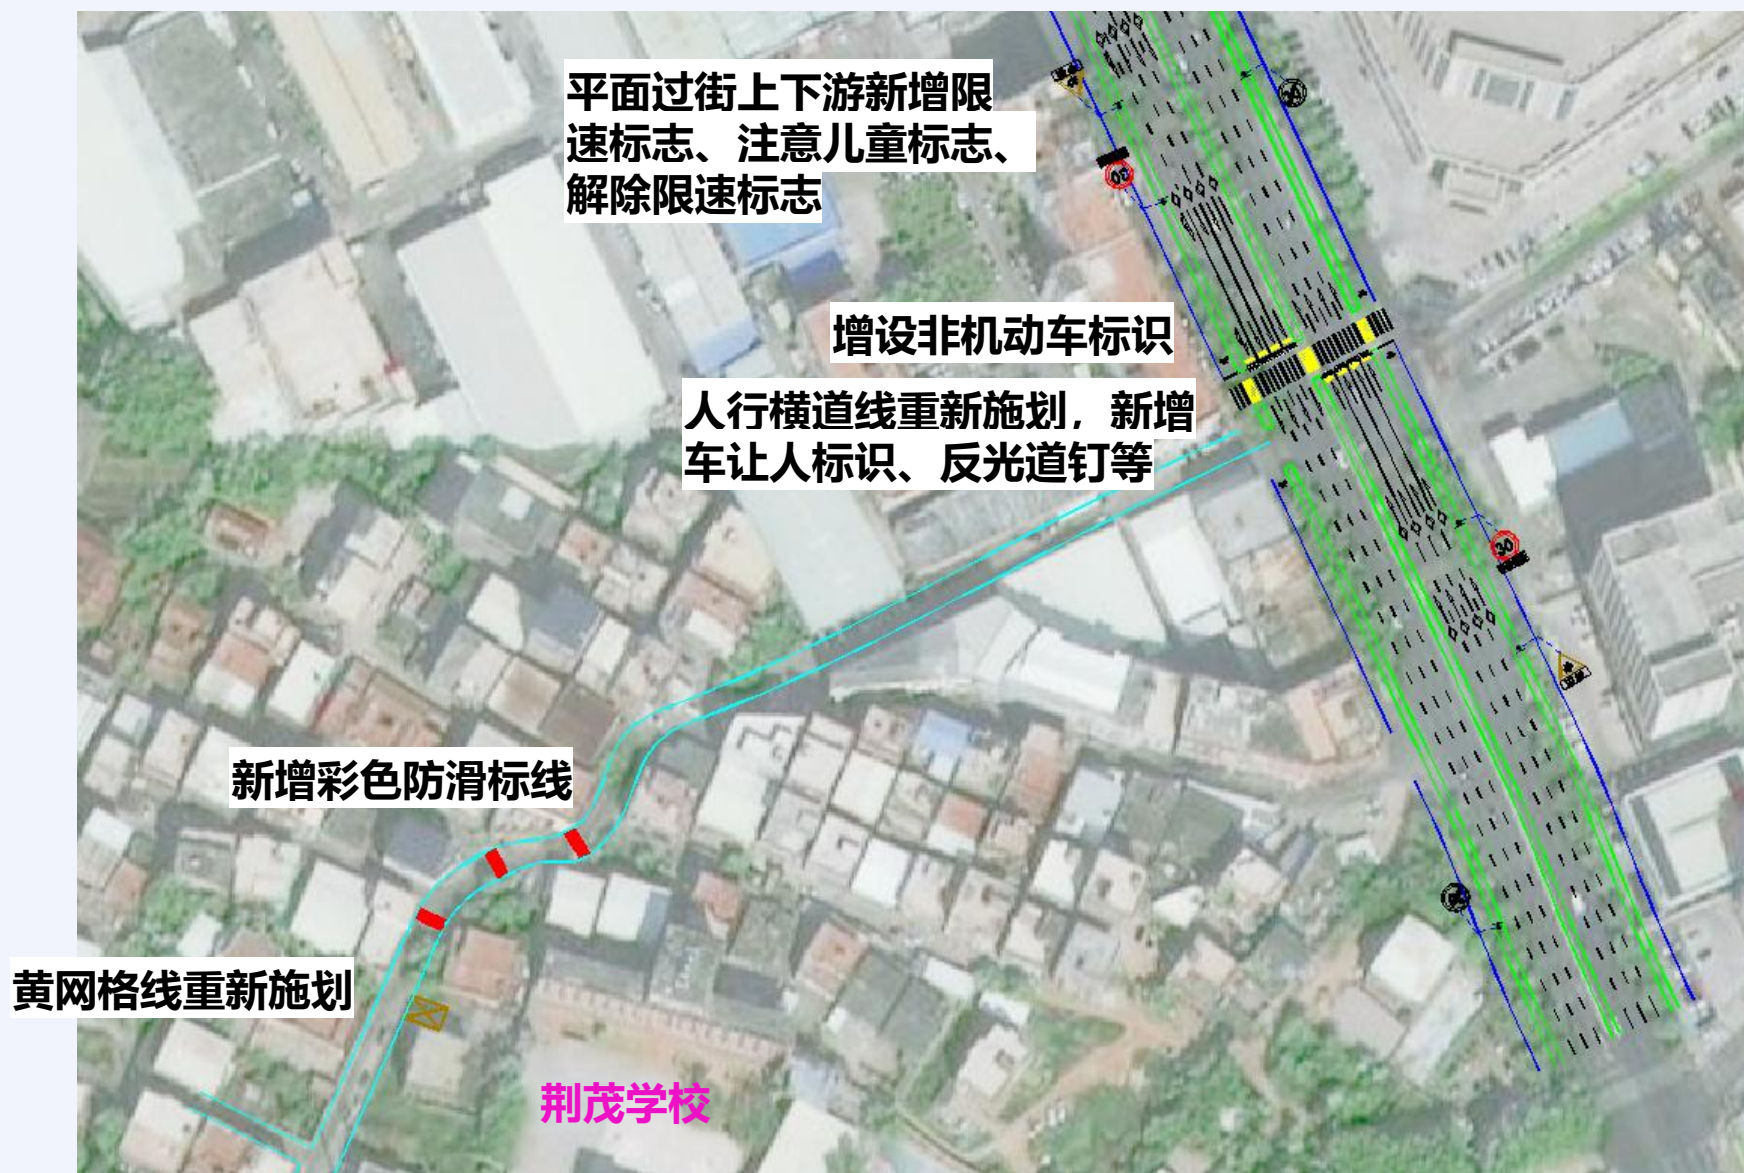 平面过街上下游新增限
速标志、注意儿童标志、
解除限速标志
30
增设非机动车标识
人行横道线重新施划，新增
车让人标识、反光道钉等
30
新增彩色防滑标线
黄网格线重新施划
荆茂学校